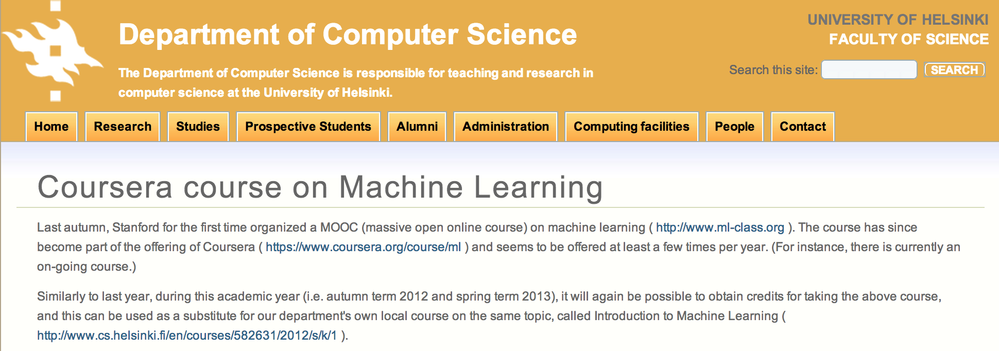 Department of Computer Science
UNIVERSITY OF HELSINKI
FACULTY OF SCIENCE
The Department of Computer Science is responsible for teaching and research in
computer science at the University of Helsinki.
Search this site:
SEARCH
Home Research Studies Prospective Students Alumni Administration Computing facilities People Contact
Coursera course on Machine Learning
Last autumn, Stanford for the first time organized a MOOC (massive open online course) on machine learning ( http://www.ml-class.org ). The course has since
become part of the offering of Coursera ( https://www.coursera.org/course/ml ) and seems to be offered at least a few times per year. (For instance, there is currently an
on-going course.)
Similarly to last year, during this academic year (i.e. autumn term 2012 and spring term 2013), it will again be possible to obtain credits for taking the above course,
and this can be used as a substitute for our department's own local course on the same topic, called Introduction to Machine Learning (
http://www.cs.helsinki.fi/en/courses/582631/2012/s/k/1 ).